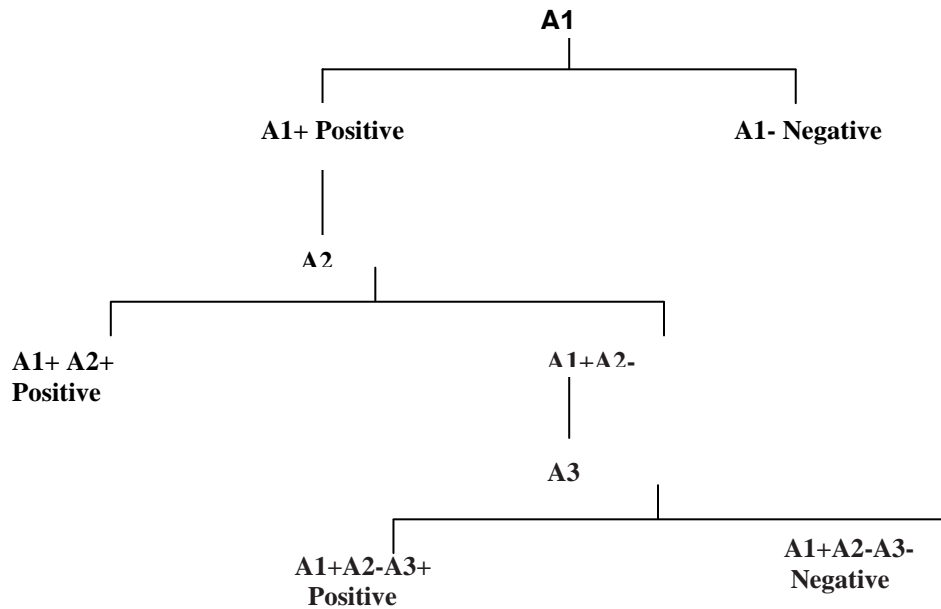 A1
A1+ Positive
A1- Negative
A2
A1+ A2+
Positive
A1+A2-
A3
A1+A2-A3+
Positive
A1+A2-A3-
Negative